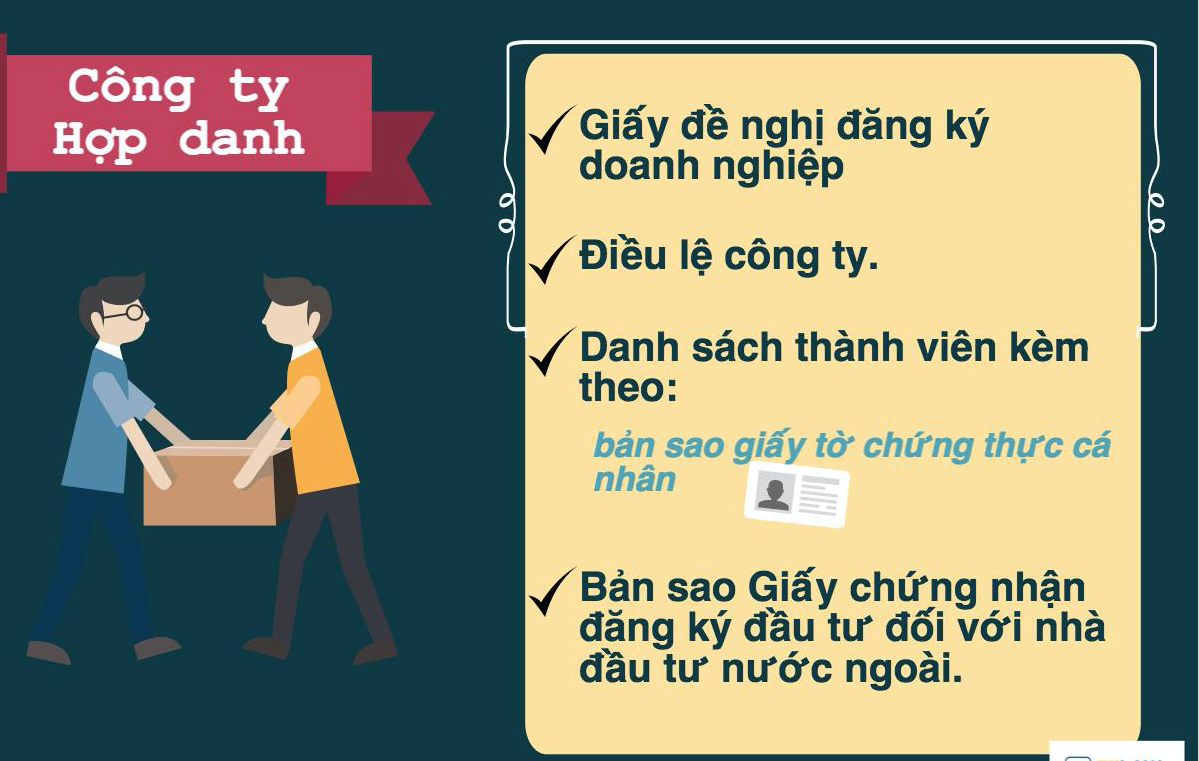 Công ty
Hợp danh
Giấy đề nghị đăng ký
doanh nghiệp
Điều lệ công ty.
Danh sách thành viên kèm
theo:
bản sao giấy tờ chứng thực cá
nhân
Bản sao Giấy chứng nhận
đăng ký đầu tư đối với nhà
đầu tư nước ngoài.